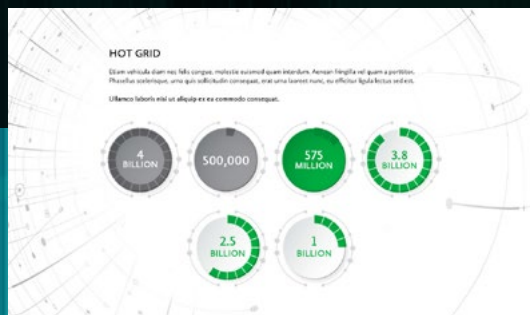 HOT GRID
Etiam vehicula diam nec felis congue, molestie euismod quam interdum. Aenean fringilla vel quam a porttitor.
Phasellus scelerisque, urna quis sollicitudin consequat, erat urna laoreet nunc, eu efficitur ligula lectus sed est.
Ullamco laboris nisi ut aliquip ex ea commodo consequat.
4
BILLION
500,000
575
MILLION
3.8
BILLION
2.5
BILLION
1
BILLION